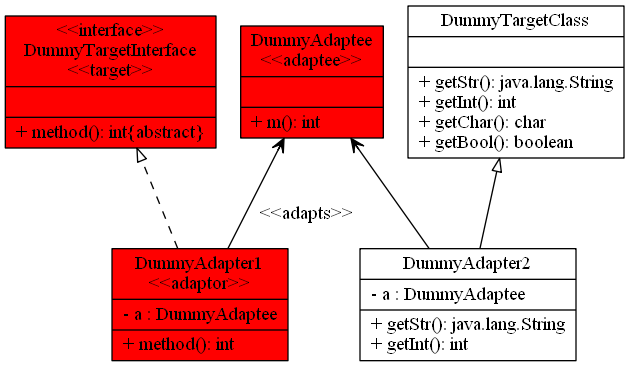 <<interface>>
DummyTargetInterface
<<target>>
+ method(): int{abstract}
DummyAdaptee
<<adaptee>>
+ m(): int
DummyTargetClass
+ getStr(): java.lang.String
+ getInt(): int
+ getChar(): char
+ getBool(): boolean
<<adapts>>
DummyAdapter1
<<adaptor>>
- a : DummyAdaptee
+ method(): int
DummyAdapter2
- a : DummyAdaptee
+ getStr(): java.lang.String
+ getInt(): int